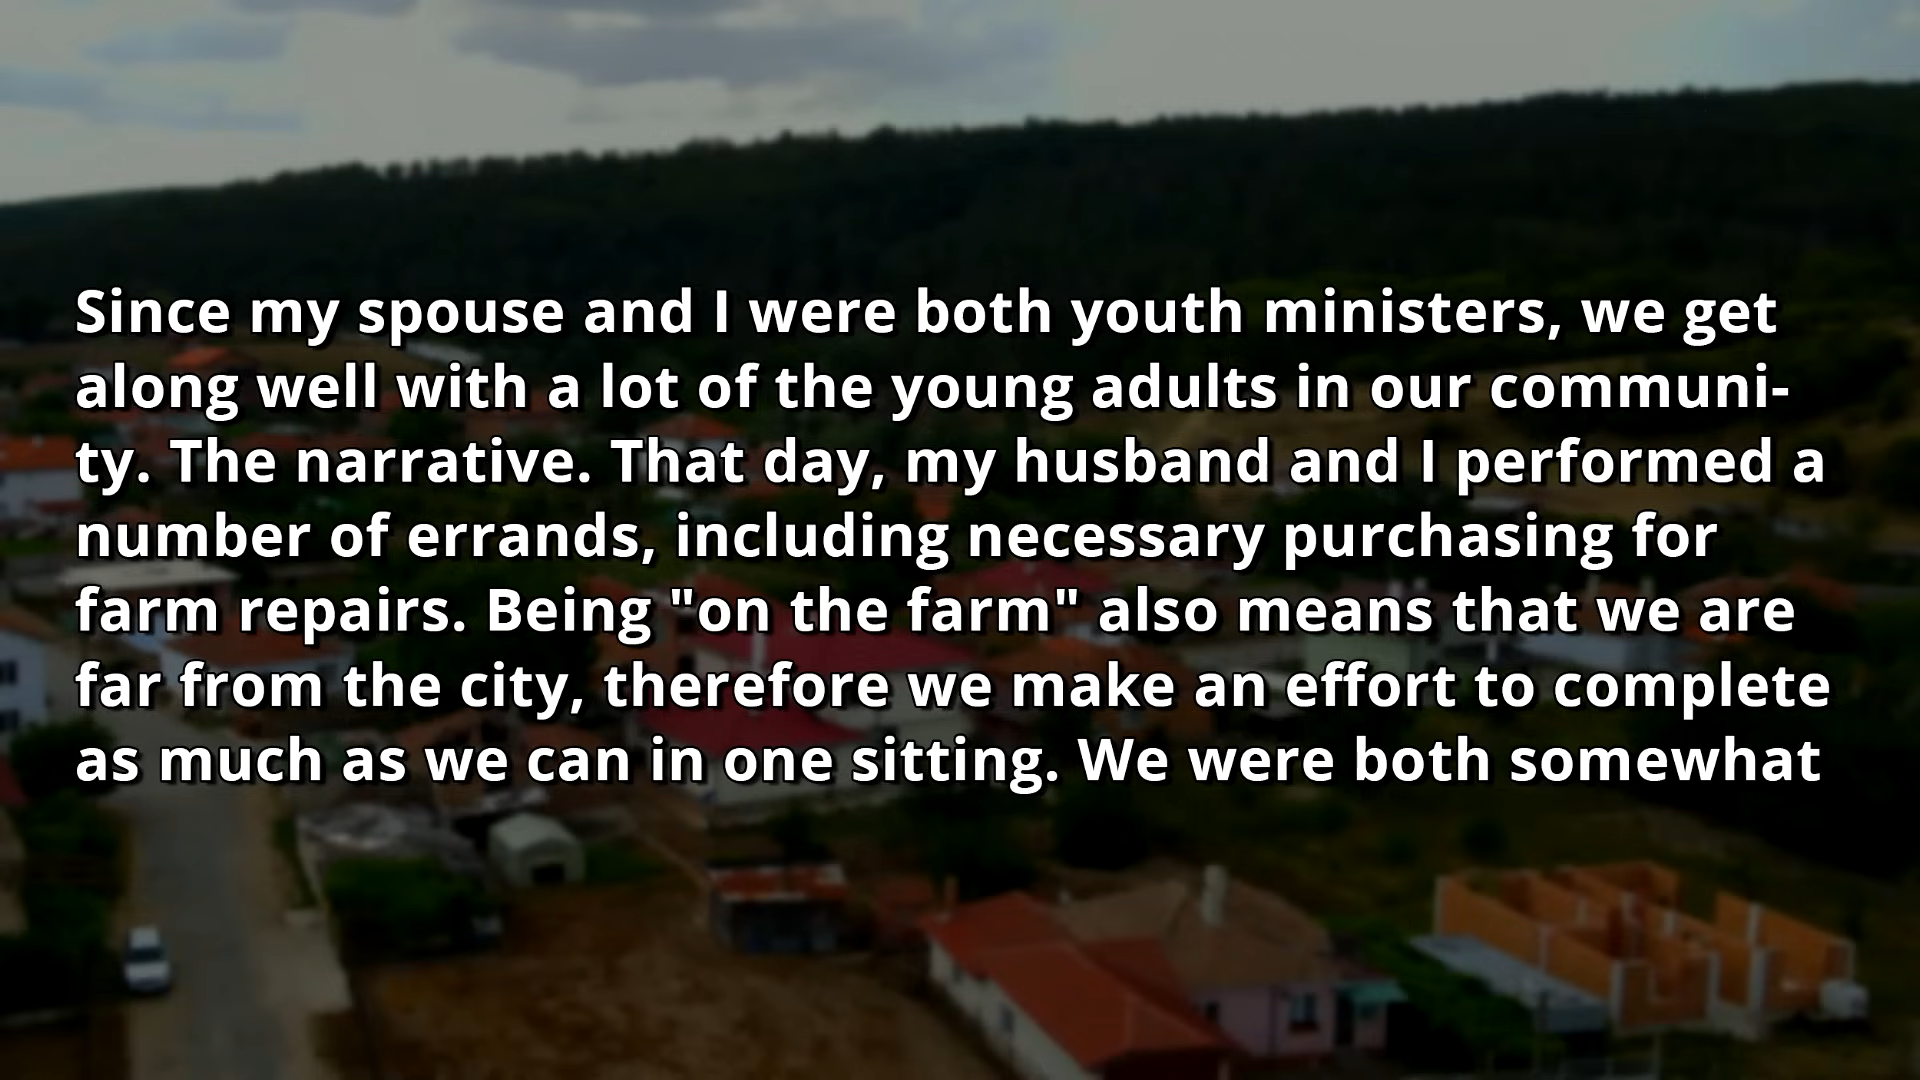 Since my spouse and I were both youth ministers, we get
along well with a lot of the young adults in our communi-
ty. The narrative. That day, my husband and I performed a
number of errands, including necessary purchasing for
farm repairs. Being "on the farm" also means that we are
far from the city, therefore we make an effort to complete
as much as we can in one sitting. We were both somewhat